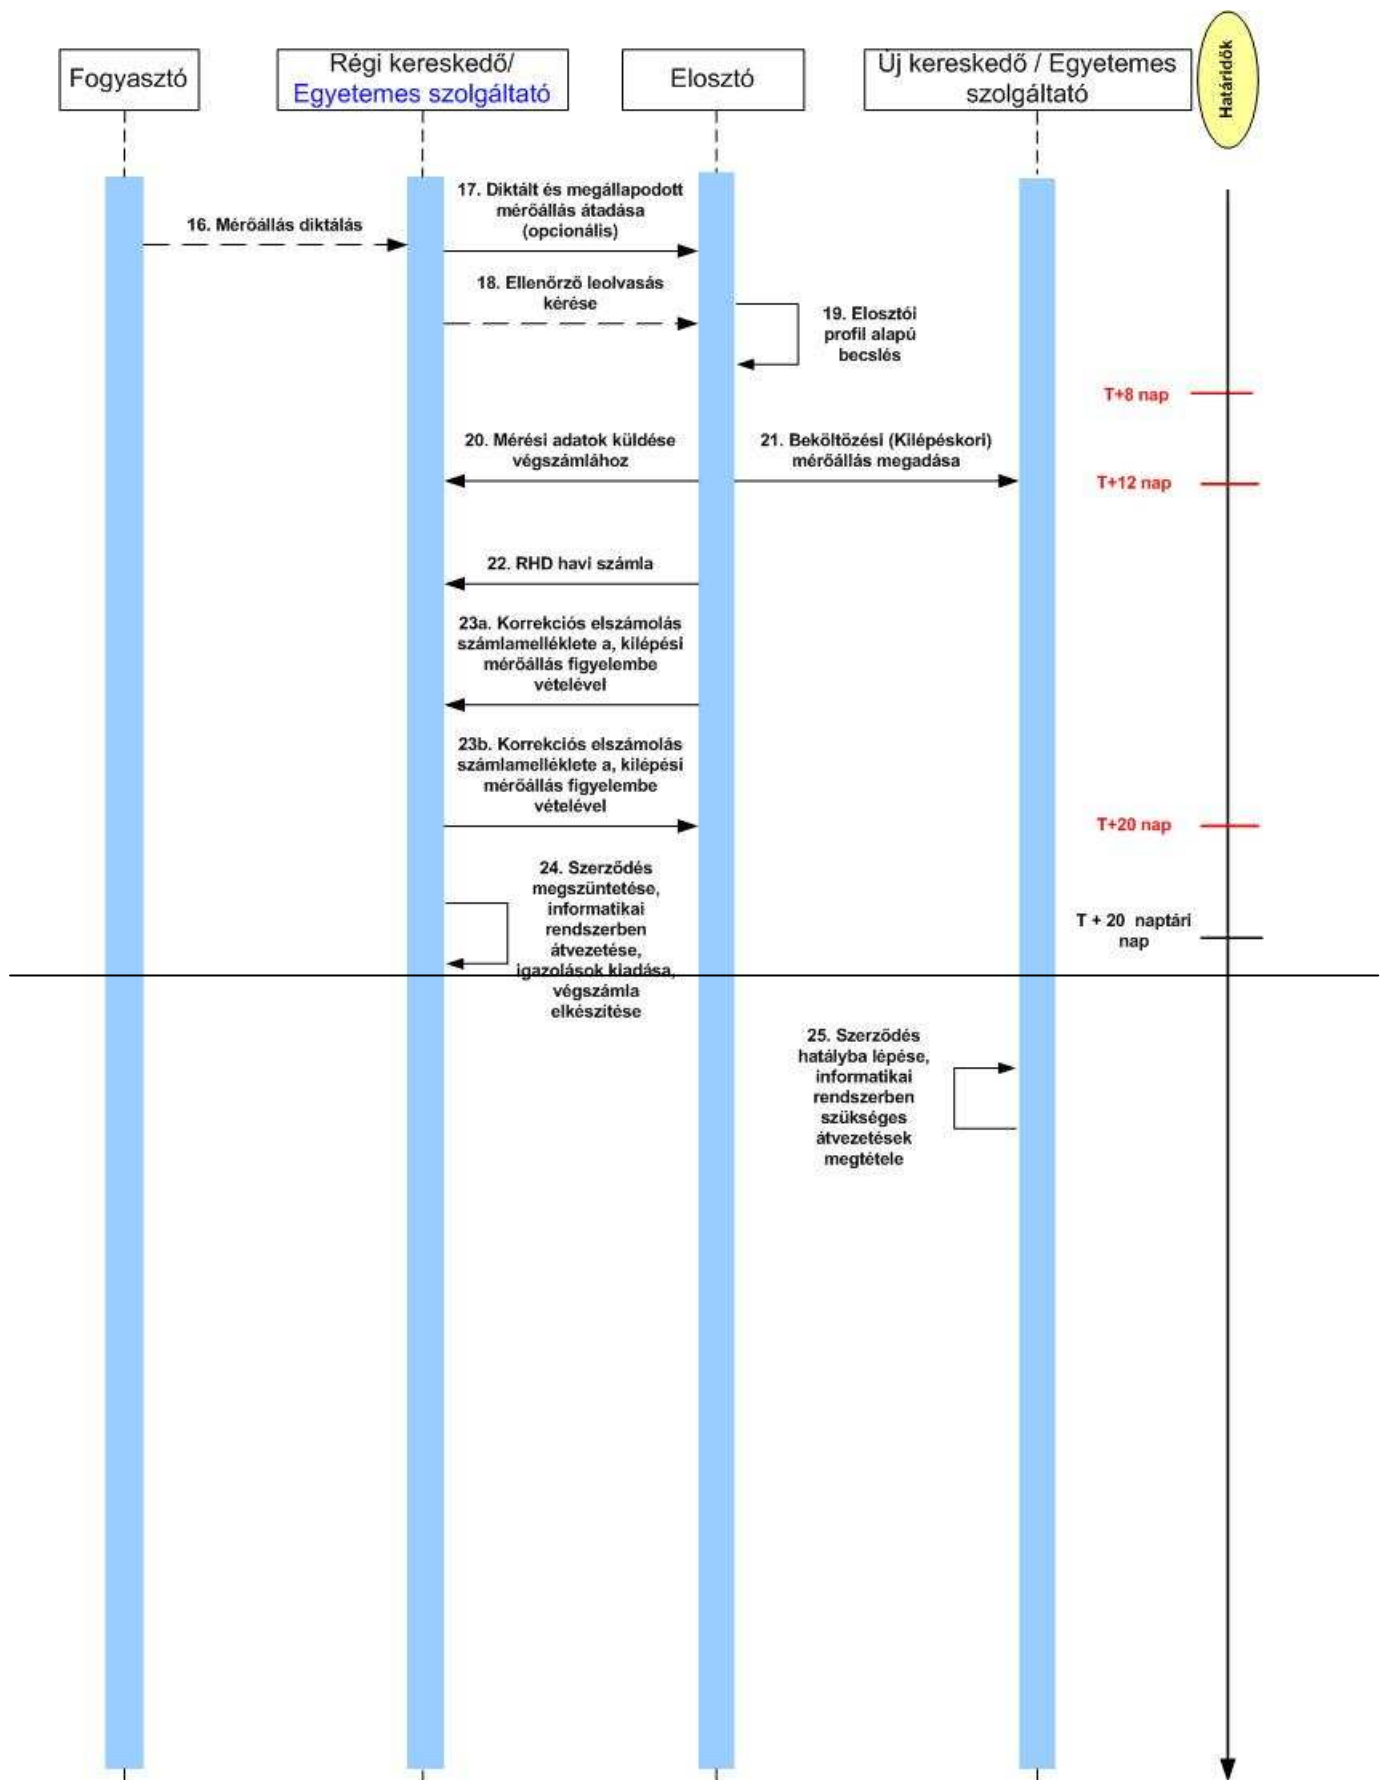 Fogyasztó
Régi kereskedő/
Egyetemes szolgáltató
Elosztó
Új kereskedő / Egyetemes
szolgáltató
Határidők
16. Mérőállás diktálás
17. Diktált és megállapodott
mérőállás átadása
(opcionális)
18. Ellenőrző leolvasás
kérése
19. Elosztói
profil alapú
becslés
T+8 nap
20. Mérési adatok küldése
végszámlához
21. Beköltözési (Kilépéskori)
mérőállás megadása
T+12 nap
22. RHD havi számla
23a. Korrekciós elszámolás
számlamelléklete a, kilépési
mérőállás figyelembe
vételével
23b. Korrekciós elszámolás
számlamelléklete a, kilépési
mérőállás figyelembe
vételével
T+20 nap
24. Szerződés
megszüntetése,
informatikai
rendszerben
átvezetése,
igazolások kiadása,
végszámla
elkészítése
T + 20 naptári
nap
25. Szerződés
hatályba lépése,
informatikai
rendszerben
szükséges
átvezetések
megtétele